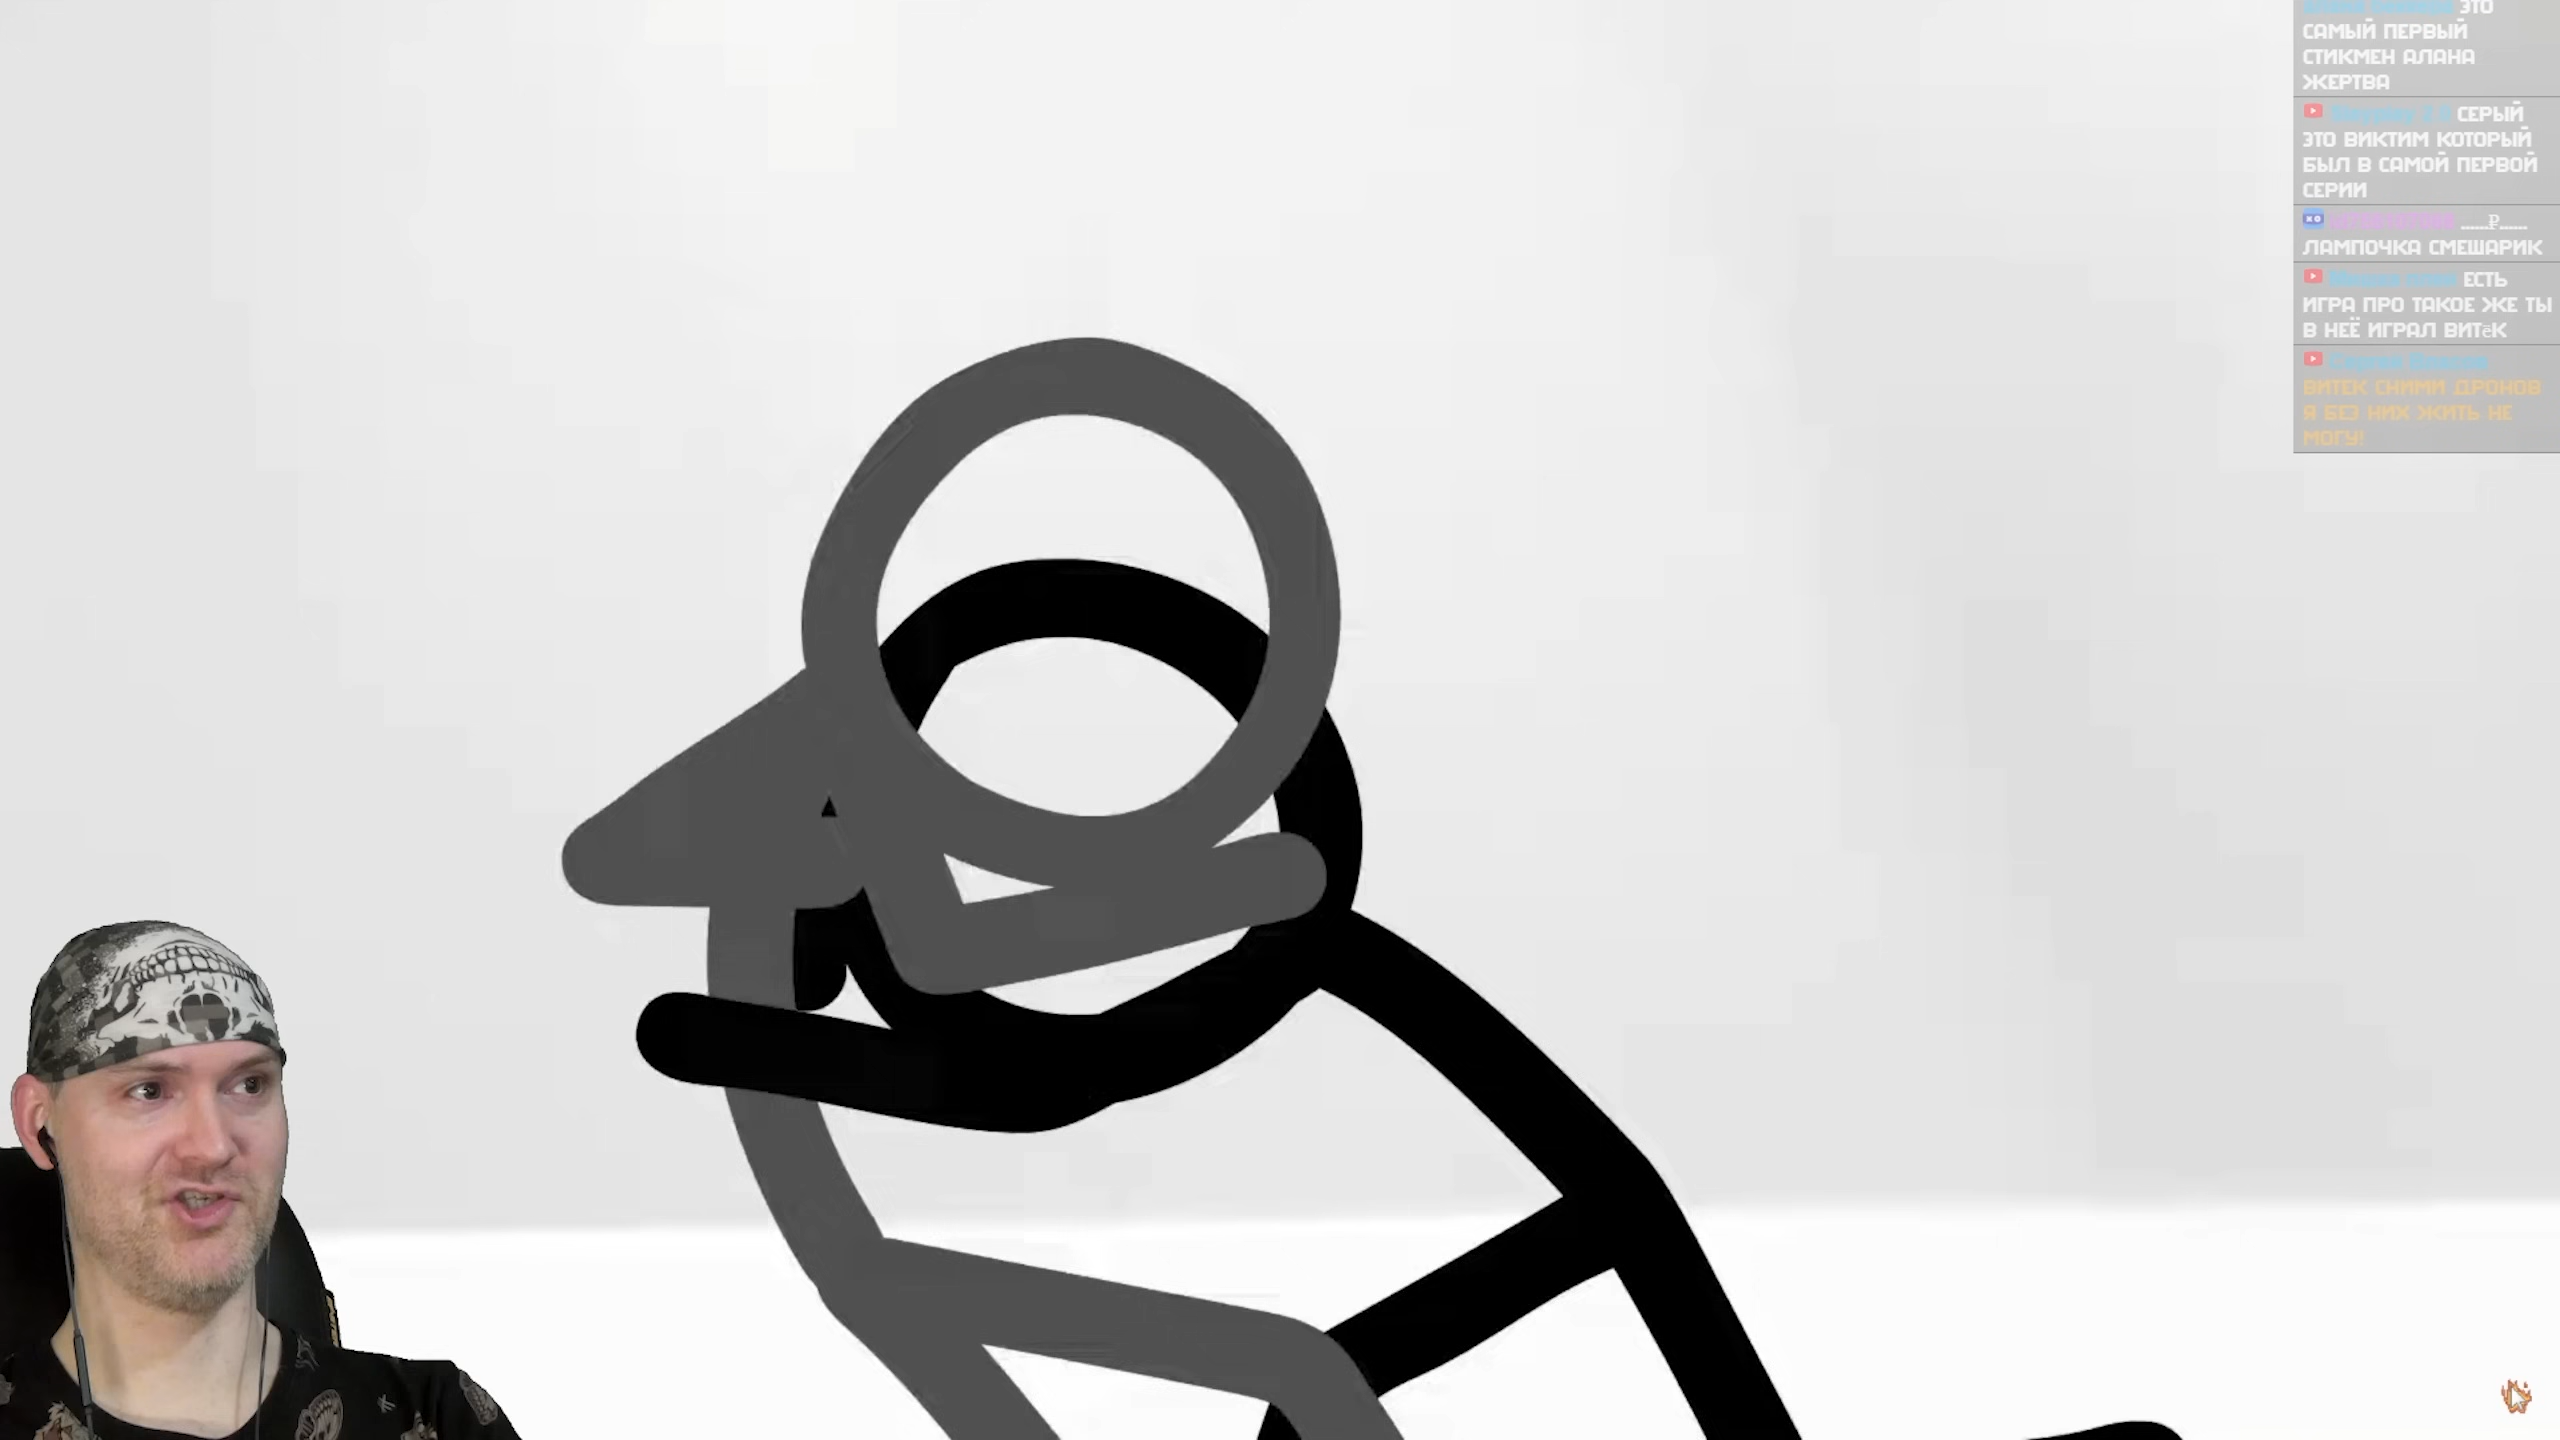 ЭТО
САМЫЙ ПЕРВЫЙ
СТИКМЕН АЛАНА
ЖЕРТВА
СЕРЫЙ
ЭТО ВИКТИМ КОТОРЫЙ
БЫЛ В САМОЙ ПЕРВОЙ
СЕРИИ
......₽......
ЛАМПОЧКА СМЕШАРИК
ЕСТЬ
ИГРА ПРО ТАКОЕ ЖЕ ТЫ
В НЕЁ ИГРАЛ ВИТёК
ВИТЕК СНИМИ ДРОНОВ
Я БЕЗ НИХ ЖИТЬ НЕ
МОГУ!